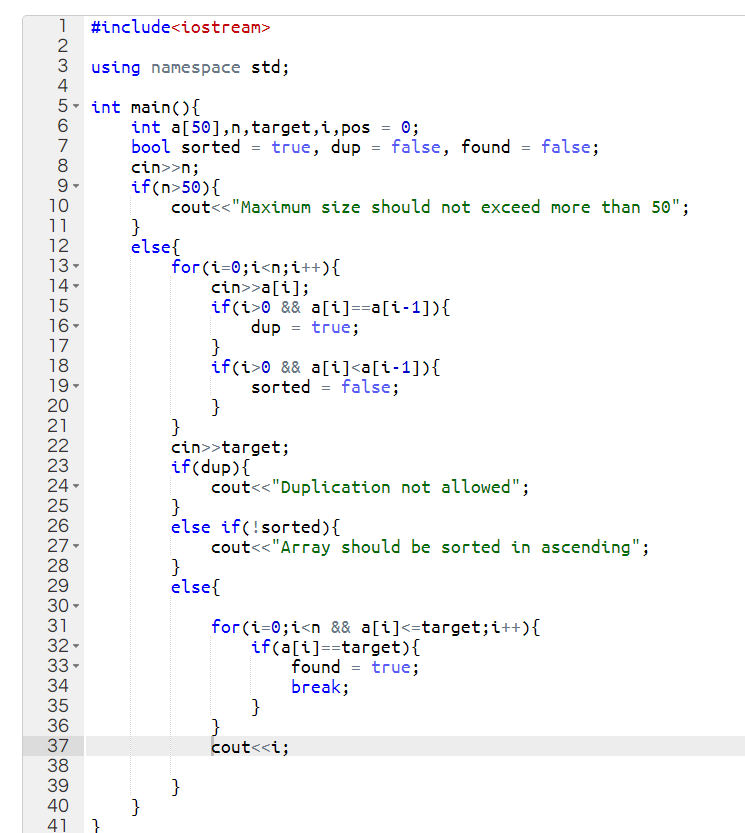 1 #include<iostream>
2
3 using namespace std;
4
5 int main(){
6     int a[50],n,target,i,pos = 0;
7     bool sorted = true, dup = false, found = false;
8     cin>>n;
9     if(n>50){
10         cout<<"Maximum size should not exceed more than 50";
11     }
12     else{
13         for(i=0;i<n;i++){
14             cin>>a[i];
15             if(i>0 && a[i]==a[i-1]){
16                 dup = true;
17             }
18             if(i>0 && a[i]<a[i-1]){
19                 sorted = false;
20             }
21         }
22         cin>>target;
23         if(dup){
24             cout<<"Duplication not allowed";
25         }
26         else if(!sorted){
27             cout<<"Array should be sorted in ascending";
28         }
29         else{
30
31             for(i=0;i<n && a[i]<=target;i++){
32                 if(a[i]==target){
33                     found = true;
34                     break;
35                 }
36             }
37             cout<<i;
38
39         }
40     }
41 }